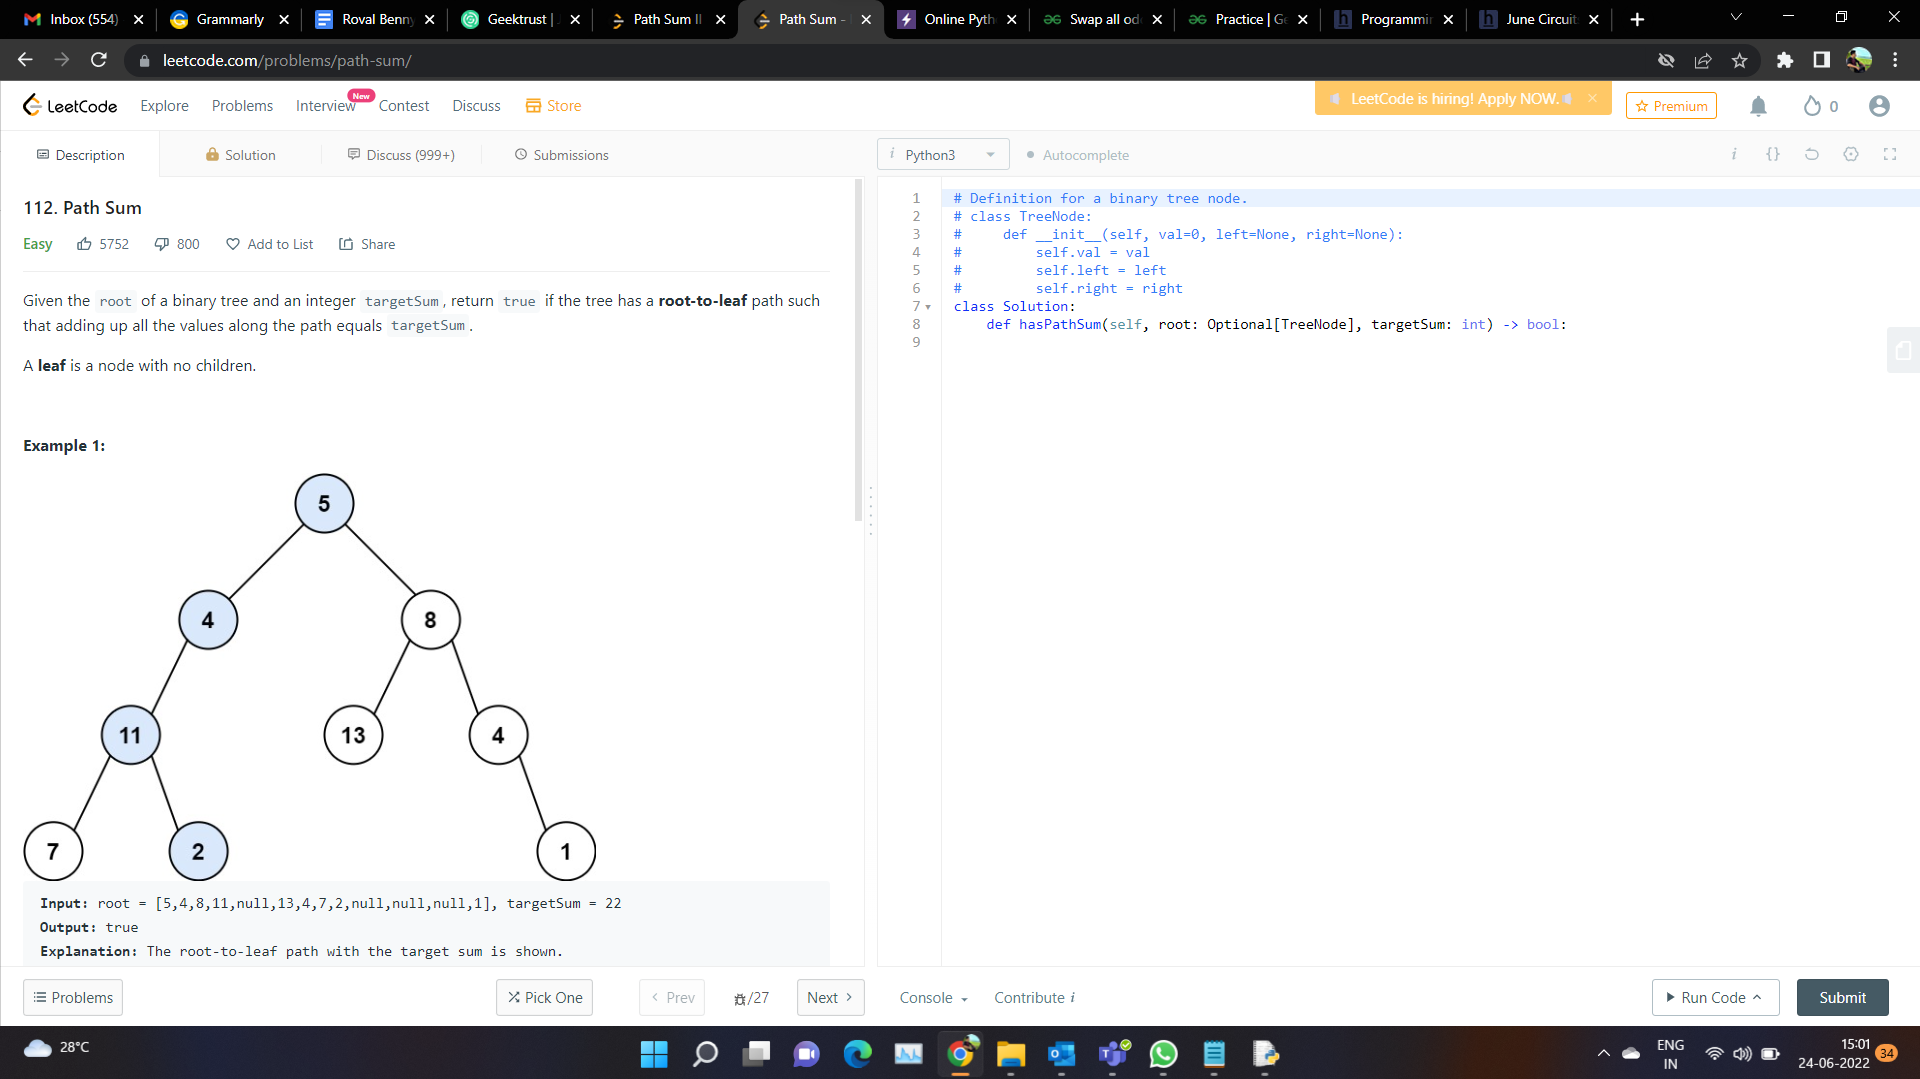 Inbox (554)
Grammarly
Roval Benny
Geektrust |
Path Sum II
Path Sum -
Online Pyth
Swap all od
Practice | G
Programmi
June Circuit
leetcode.com/problems/path-sum/
LeetCode
Explore
Problems
Interview
New
Contest
Discuss
Store
LeetCode is hiring! Apply NOW.
Premium
0
Description
Solution
Discuss (999+)
Submissions
i Python3
Autocomplete
i {}
112. Path Sum
Easy 5752 800 Add to List Share
Given the root of a binary tree and an integer targetSum, return true if the tree has a root-to-leaf path such
that adding up all the values along the path equals targetSum.
A leaf is a node with no children.
Example 1:
5
4 8
11 13 4
7 2 1
Input: root = [5,4,8,11,null,13,4,7,2,null,null,null,1], targetSum = 22
Output: true
Explanation: The root-to-leaf path with the target sum is shown.
1 # Definition for a binary tree node.
2 # class TreeNode:
3 #     def __init__(self, val=0, left=None, right=None):
4 #         self.val = val
5 #         self.left = left
6 #         self.right = right
7 class Solution:
8     def hasPathSum(self, root: Optional[TreeNode], targetSum: int) -> bool:
9
Problems
Pick One
Prev
/27
Next
Console
Contribute i
Run Code
Submit
28°C
ENG
IN
15:01
24-06-2022
34